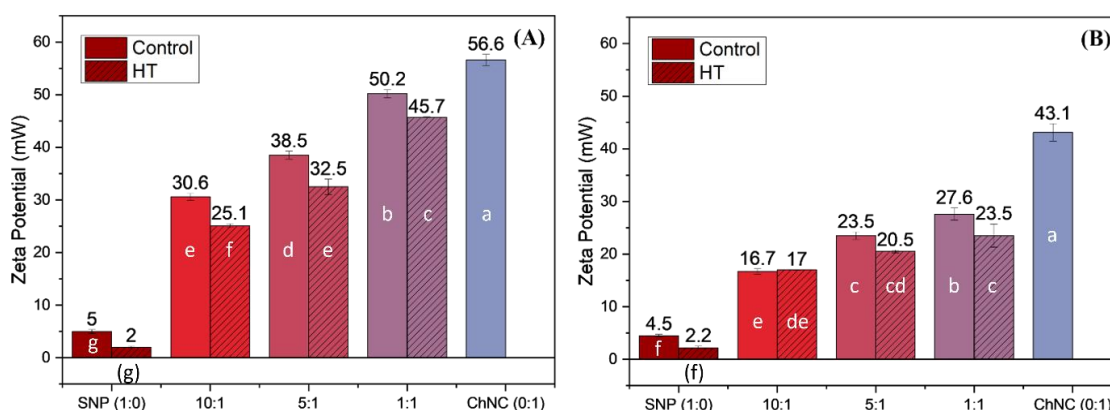 (A)
Control
HT
Zeta Potential (mW)
60
50
40
30
20
10
0
5
2
30.6
25.1
38.5
32.5
50.2
45.7
56.6
g
(g)
e
f
d
e
b
c
a
SNP (1:0)
10:1
5:1
1:1
ChNC (0:1)
(B)
Control
HT
Zeta Potential (mW)
60
50
40
30
20
10
0
4.5
2.2
16.7
17
23.5
20.5
27.6
23.5
43.1
f
(f)
e
de
c
cd
b
c
a
SNP (1:0)
10:1
5:1
1:1
ChNC (0:1)